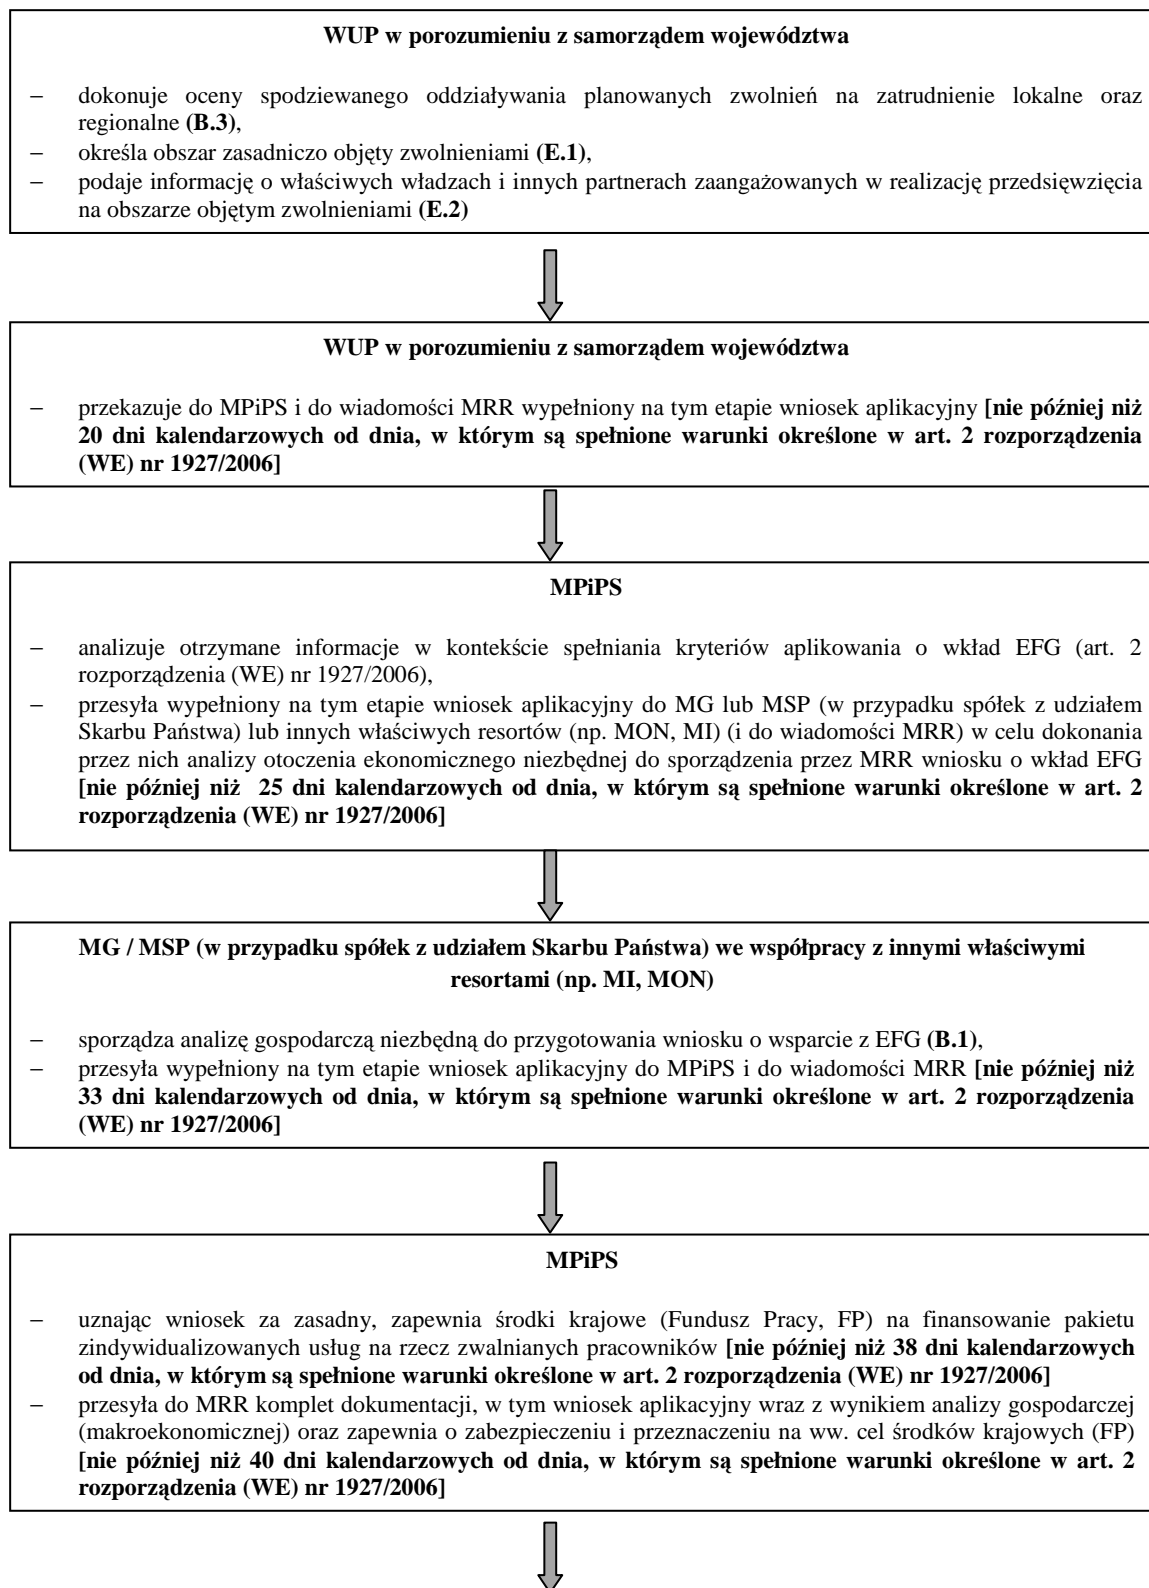 WUP w porozumieniu z samorządem województwa
– dokonuje oceny spodziewanego oddziaływania planowanych zwolnień na zatrudnienie lokalne oraz
regionalne (B.3),
– określa obszar zasadniczo objęty zwolnieniami (E.1),
– podaje informację o właściwych władzach i innych partnerach zaangażowanych w realizację przedsięwzięcia
na obszarze objętym zwolnieniami (E.2)
WUP w porozumieniu z samorządem województwa
– przekazuje do MPiPS i do wiadomości MRR wypełniony na tym etapie wniosek aplikacyjny [nie później niż
20 dni kalendarzowych od dnia, w którym są spełnione warunki określone w art. 2 rozporządzenia
(WE) nr 1927/2006]
MPiPS
– analizuje otrzymane informacje w kontekście spełniania kryteriów aplikowania o wkład EFG (art. 2
rozporządzenia (WE) nr 1927/2006),
– przesyła wypełniony na tym etapie wniosek aplikacyjny do MG lub MSP (w przypadku spółek z udziałem
Skarbu Państwa) lub innych właściwych resortów (np. MON, MI) (i do wiadomości MRR) w celu dokonania
przez nich analizy otoczenia ekonomicznego niezbędnej do sporządzenia przez MRR wniosku o wkład EFG
[nie później niż 25 dni kalendarzowych od dnia, w którym są spełnione warunki określone w art. 2
rozporządzenia (WE) nr 1927/2006]
MG / MSP (w przypadku spółek z udziałem Skarbu Państwa) we współpracy z innymi właściwymi
resortami (np. MI, MON)
– sporządza analizę gospodarczą niezbędną do przygotowania wniosku o wsparcie z EFG (B.1),
– przesyła wypełniony na tym etapie wniosek aplikacyjny do MPiPS i do wiadomości MRR [nie później niż
33 dni kalendarzowych od dnia, w którym są spełnione warunki określone w art. 2 rozporządzenia
(WE) nr 1927/2006]
MPiPS
– uznając wniosek za zasadny, zapewnia środki krajowe (Fundusz Pracy, FP) na finansowanie pakietu
zindywidualizowanych usług na rzecz zwalnianych pracowników [nie później niż 38 dni kalendarzowych
od dnia, w którym są spełnione warunki określone w art. 2 rozporządzenia (WE) nr 1927/2006]
– przesyła do MRR komplet dokumentacji, w tym wniosek aplikacyjny wraz z wynikiem analizy gospodarczej
(makroekonomicznej) oraz zapewnia o zabezpieczeniu i przeznaczeniu na ww. cel środków krajowych (FP)
[nie później niż 40 dni kalendarzowych od dnia, w którym są spełnione warunki określone w art. 2
rozporządzenia (WE) nr 1927/2006]